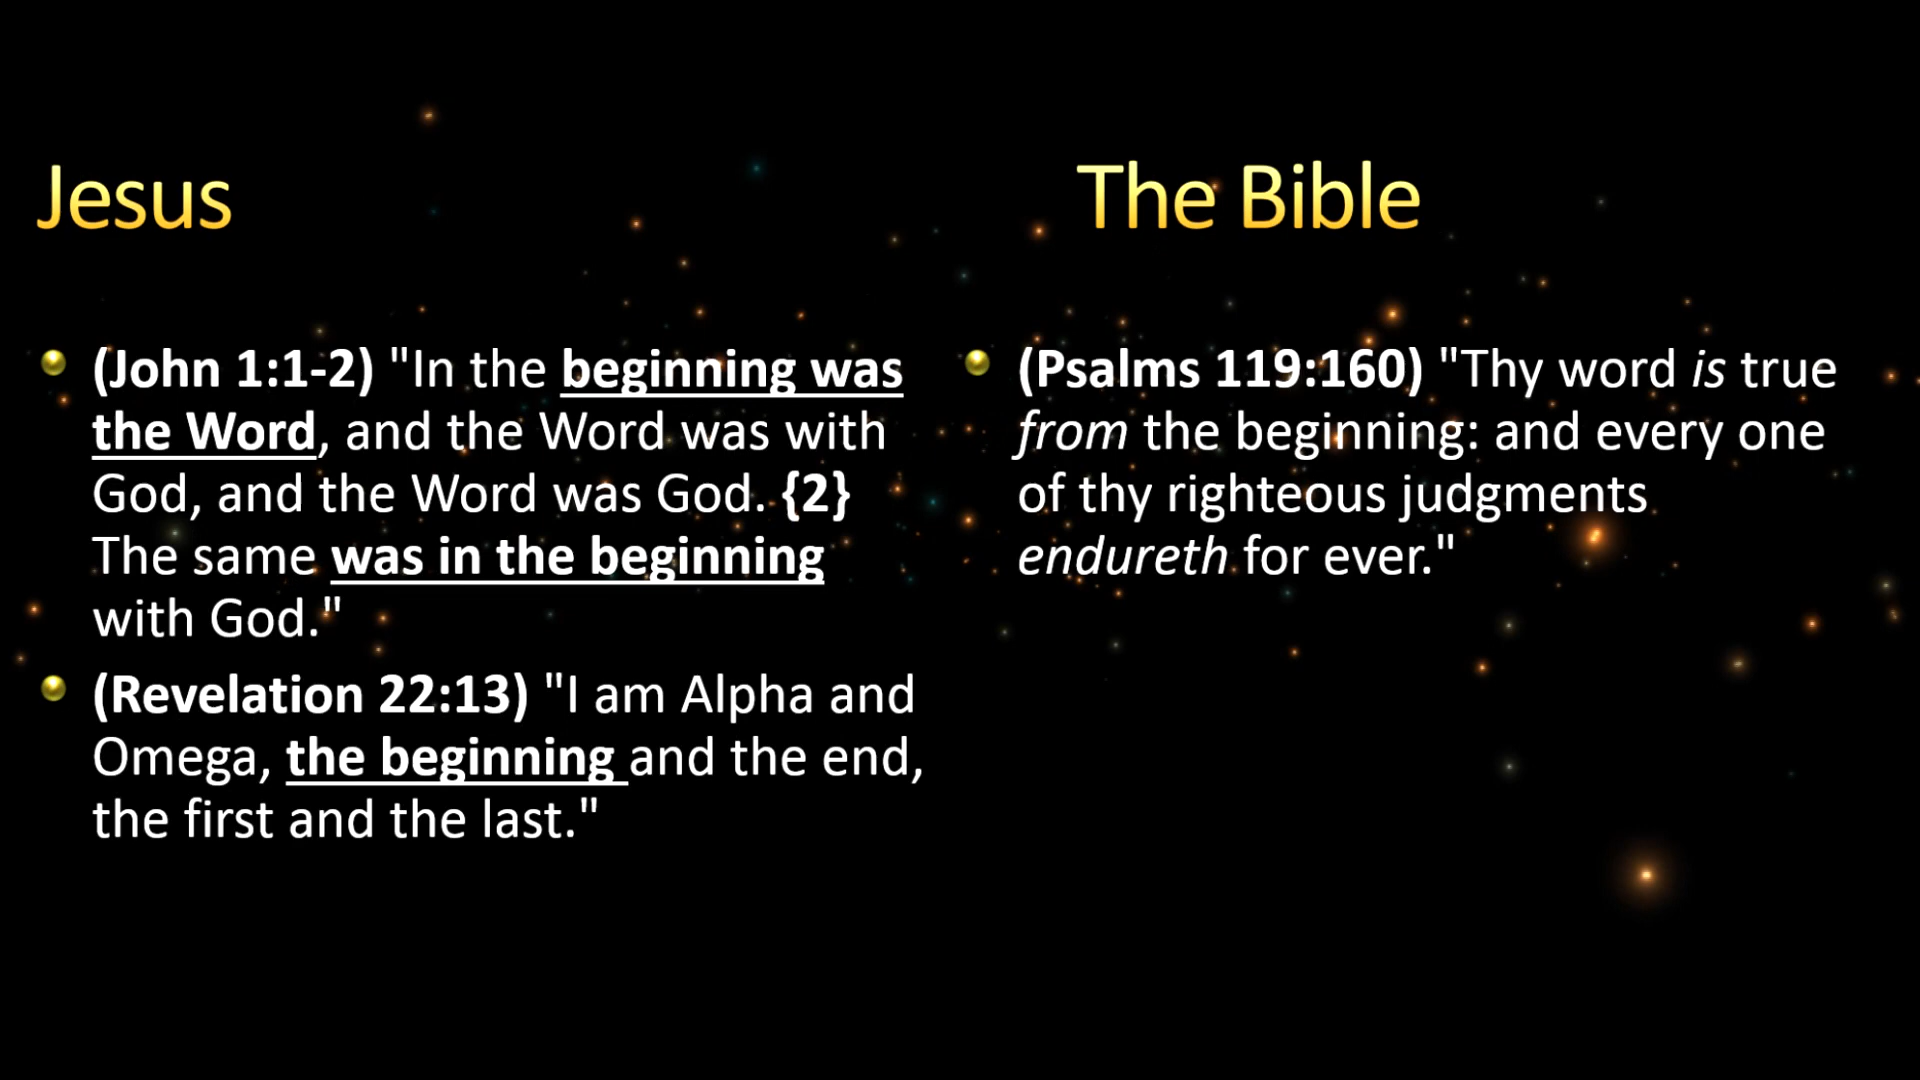 Jesus
(John 1:1-2) "In the beginning was
the Word, and the Word was with
God, and the Word was God. {2}
The same was in the beginning
with God."
(Revelation 22:13) "I am Alpha and
Omega, the beginning and the end,
the first and the last."
The Bible
(Psalms 119:160) "Thy word is true
from the beginning: and every one
of thy righteous judgments
endureth for ever."